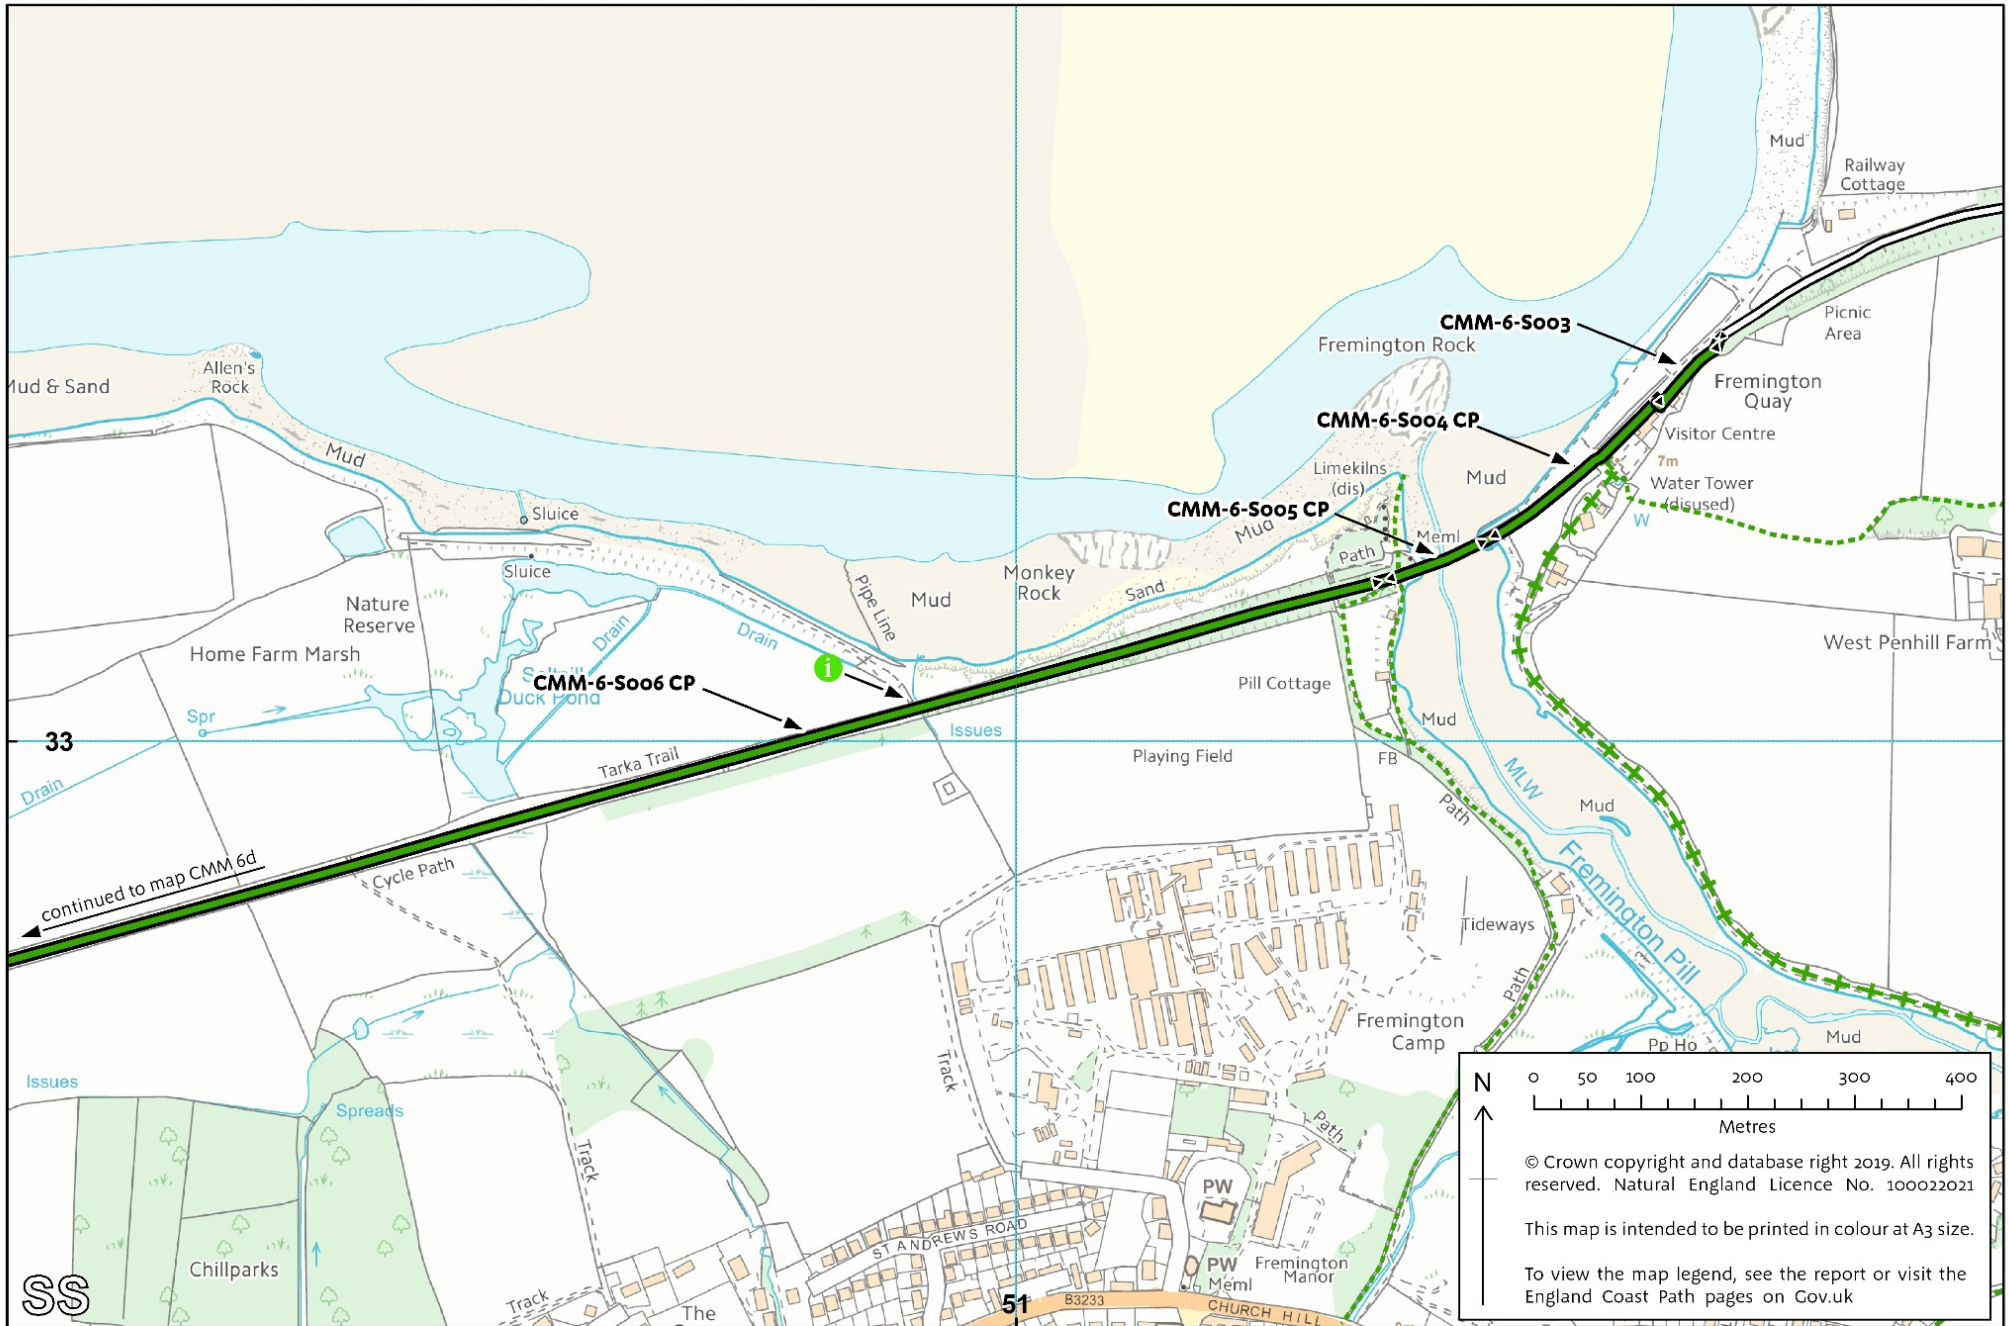 Mud
Railway
Cottage
Picnic
Area
CMM-6-S003
Fremington Rock
Allen's
Rock
Mud & Sand
Fremington
Quay
CMM-6-S004 CP
Visitor Centre
Mud
7m
Limekilns
(dis)
Mud
Water Tower
(disused)
W
CMM-6-S005 CP
Sluice
Mud
Meml
Path
Sluice
Monkey
Rock
Pipe Line
Mud
Sand
Nature
Reserve
Drain
Drain
Home Farm Marsh
West Penhill Farm
CMM-6-S006 CP
Duck Pond
i
Pill Cottage
Spr
Mud
Issues
33
Tarka Trail
Playing Field
FB
MLW
Drain
Path
Mud
continued to map CMM 6d
Cycle Path
Fremington Pill
Tideways
Path
Fremington
Camp
Pp Ho
Mud
Track
Issues
Spreads
Path
Track
PW
ST ANDREWS ROAD
Chillparks
PW
Meml
Fremington
Manor
SS
Track
The
51
B3233
CHURCH HILL
N
0 50 100 200 300 400
Metres
© Crown copyright and database right 2019. All rights
reserved. Natural England Licence No. 100022021
This map is intended to be printed in colour at A3 size.
To view the map legend, see the report or visit the
England Coast Path pages on Gov.uk